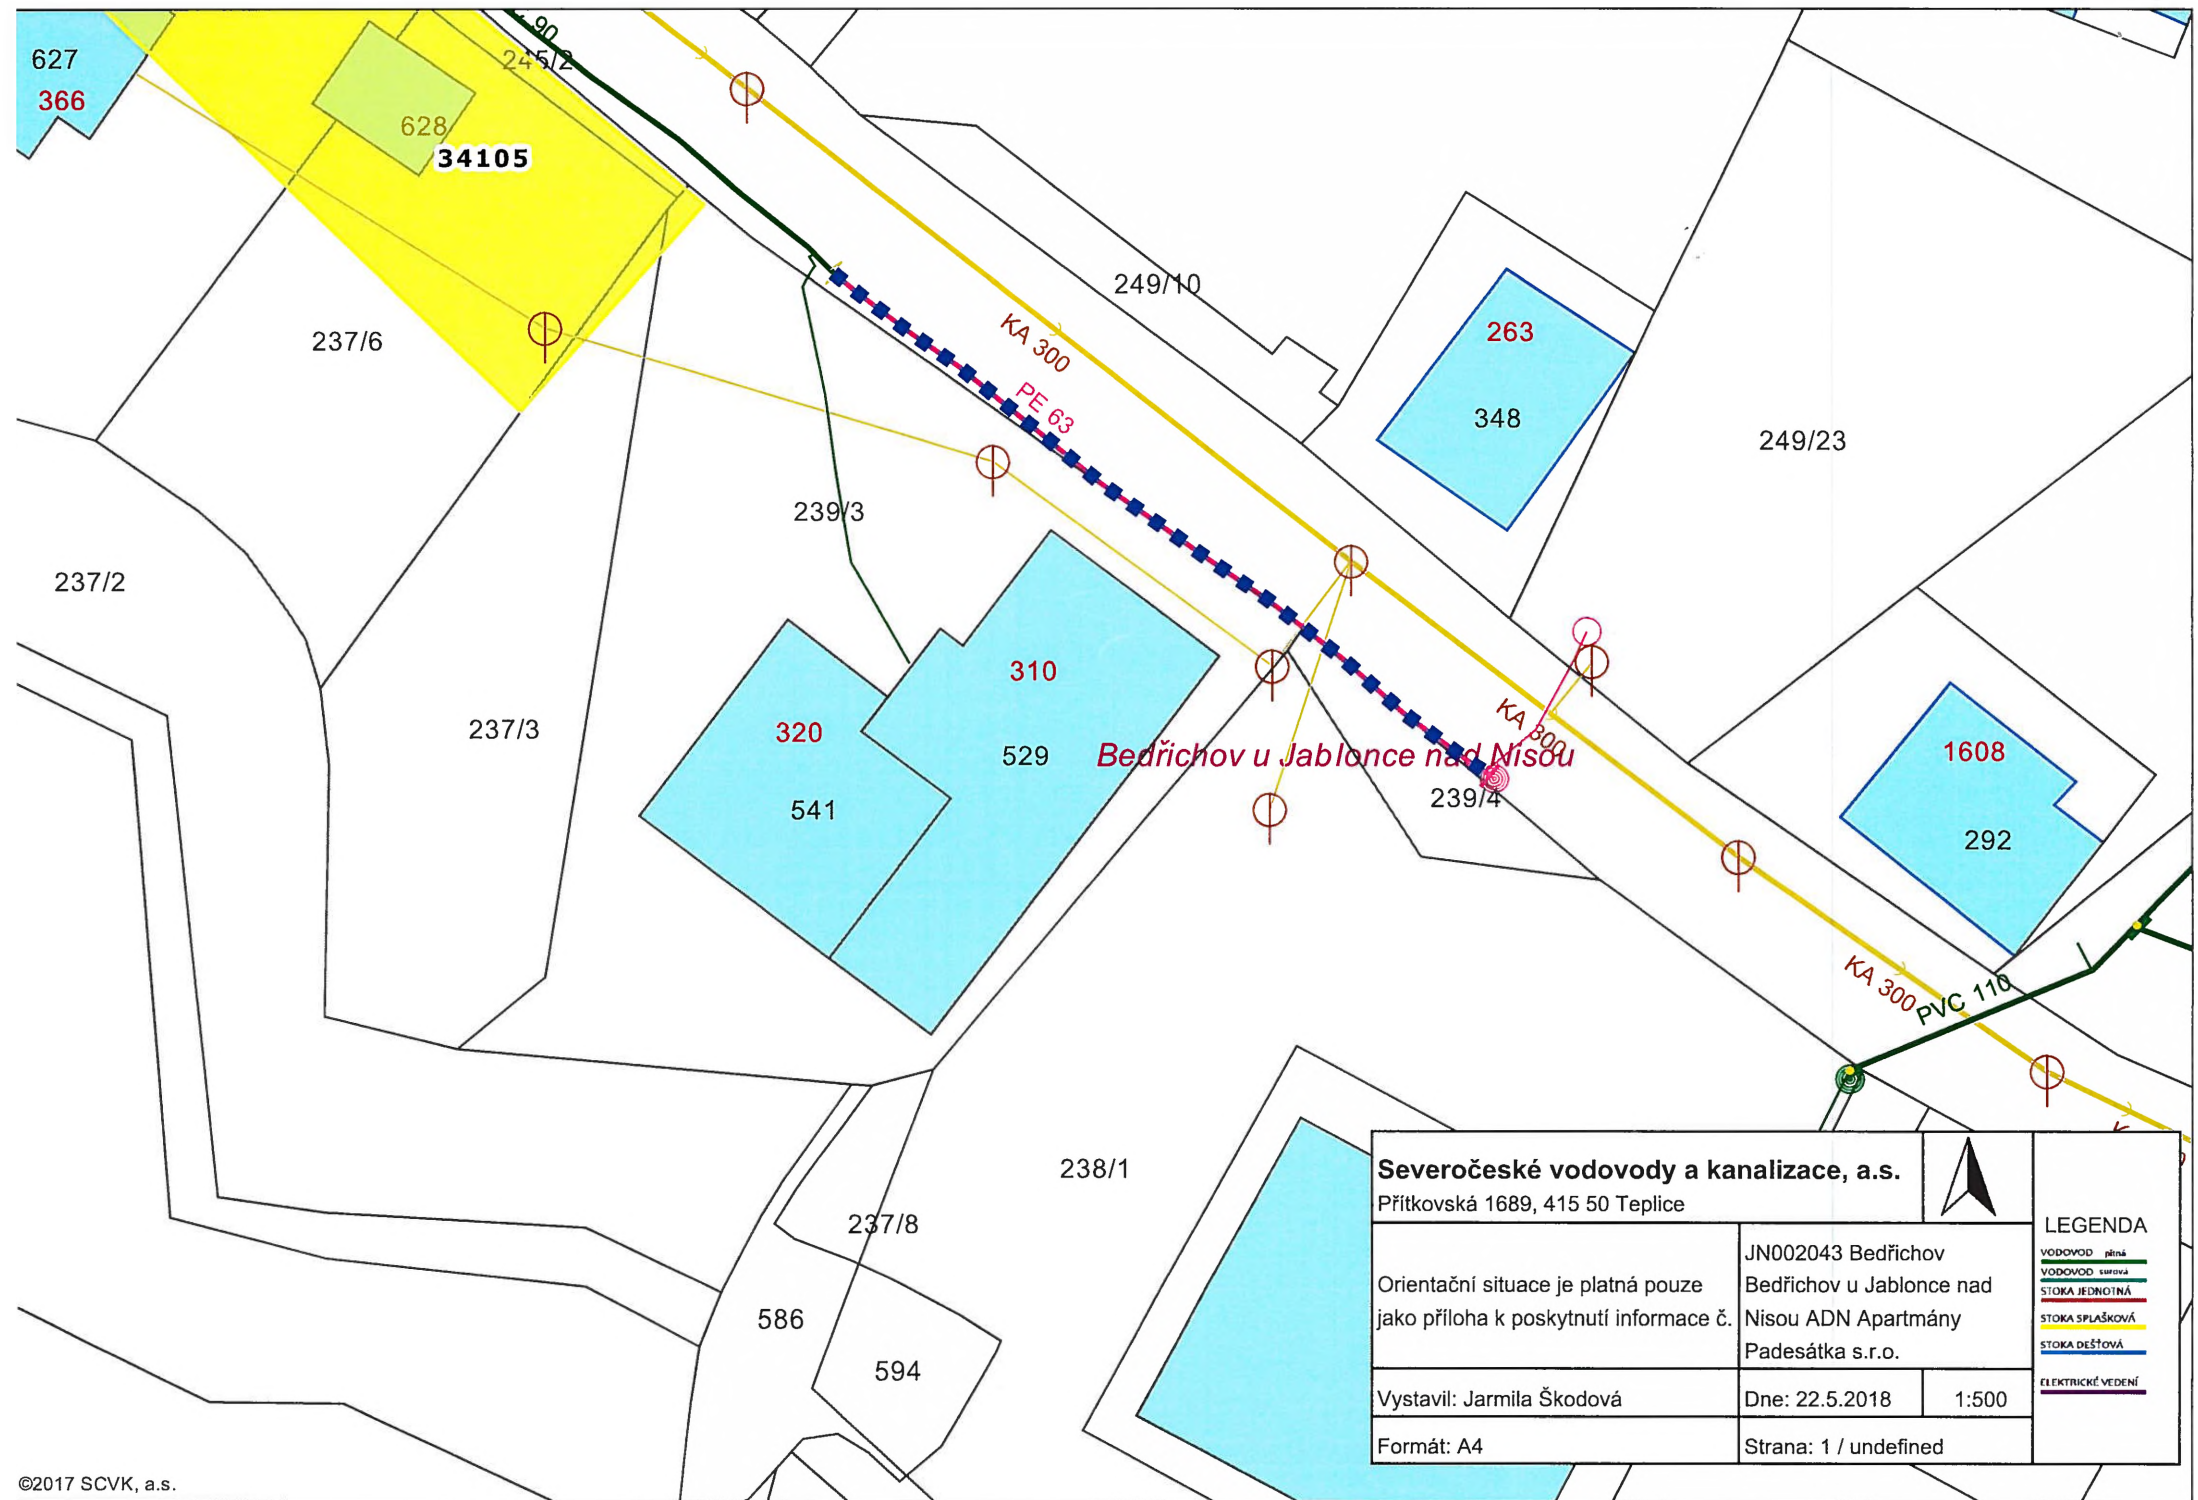 90
245/2
627
366
628
34105
249/10
237/6
KA 300
263
348
PE 63
249/23
239/3
237/2
310
320
237/3
529
541
Bedřichov u Jablonce nad Nisou
KA 300
239/4
1608
292
KA 300
PVC 110
238/1
237/8
586
594
Severočeské vodovody a kanalizace, a.s.
Přítkovská 1689, 415 50 Teplice
Orientační situace je platná pouze
jako příloha k poskytnutí informace č.
JN002043 Bedřichov
Bedřichov u Jablonce nad
Nisou ADN Apartmány
Padesátka s.r.o.
Vystavil: Jarmila Škodová
Dne: 22.5.2018
1:500
Formát: A4
Strana: 1 / undefined
LEGENDA
VODOVOD pitná
VODOVOD surová
STOKA JEDNOTNÁ
STOKA SPLAŠKOVÁ
STOKA DEŠŤOVÁ
ELEKTRICKÉ VEDENÍ
©2017 SCVK, a.s.